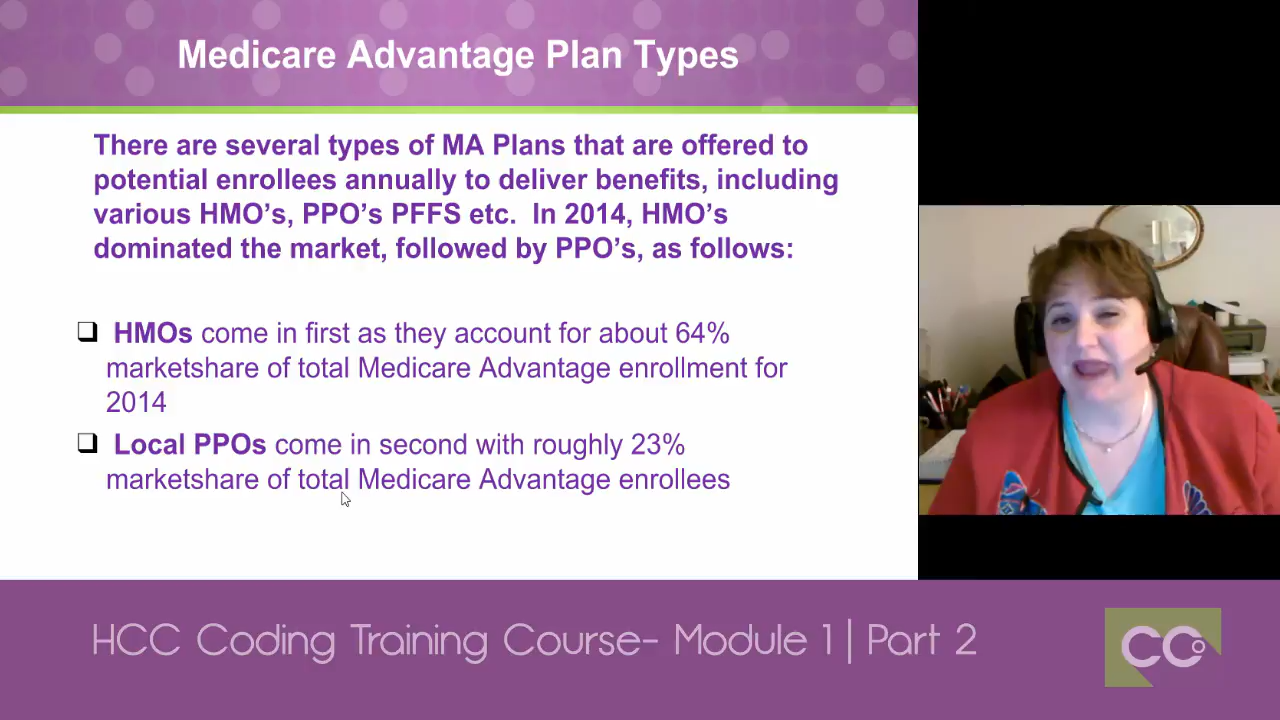 Medicare Advantage Plan Types
There are several types of MA Plans that are offered to
potential enrollees annually to deliver benefits, including
various HMO's, PPO's PFFS etc.  In 2014, HMO's
dominated the market, followed by PPO's, as follows:
HMOs come in first as they account for about 64%
marketshare of total Medicare Advantage enrollment for
2014
Local PPOs come in second with roughly 23%
marketshare of total Medicare Advantage enrollees
HCC Coding Training Course- Module 1 | Part 2
CCO